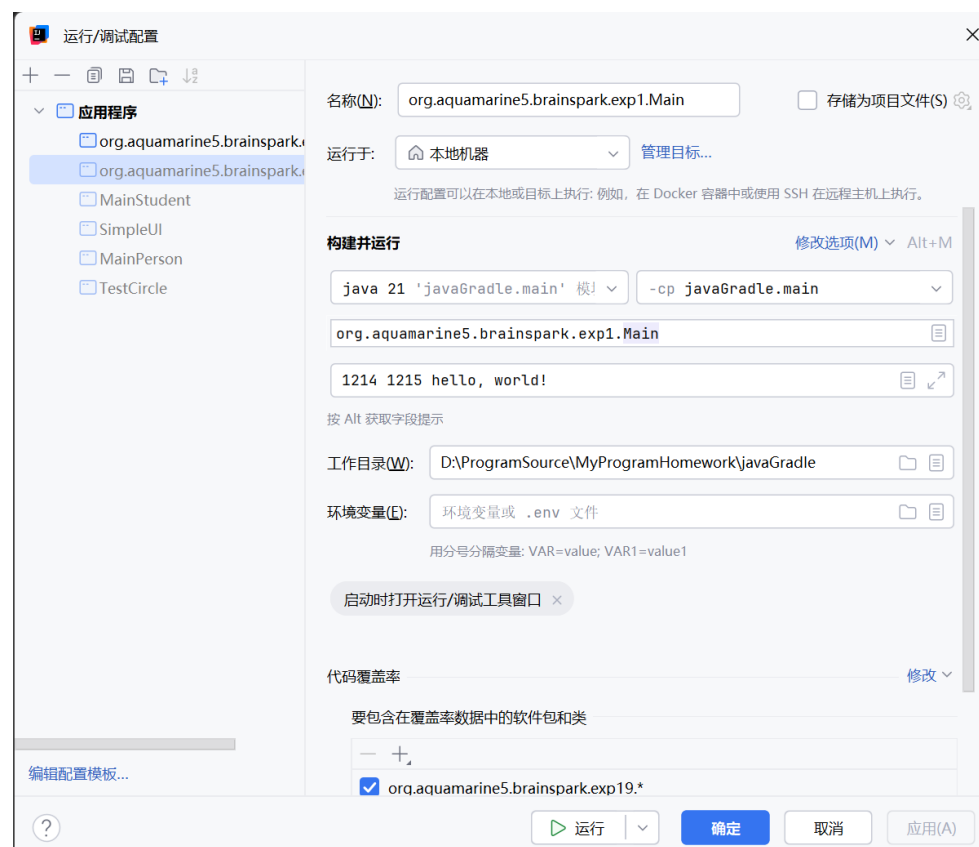 运行/调试配置
应用程序
org.aquamarine5.brainspark.
org.aquamarine5.brainspark.
MainStudent
SimpleUI
MainPerson
TestCircle
编辑配置模板...
名称(N):
org.aquamarine5.brainspark.exp1.Main
存储为项目文件(S)
运行于:
本地机器
管理目标...
运行配置可以在本地或目标上执行: 例如，在 Docker 容器中或使用 SSH 在远程主机上执行。
构建并运行
修改选项(M)
Alt+M
java 21 'javaGradle.main'
-cp javaGradle.main
org.aquamarine5.brainspark.exp1.Main
1214 1215 hello, world!
按 Alt 获取字段提示
工作目录(W):
D:\ProgramSource\MyProgramHomework\javaGradle
环境变量(E):
环境变量或 .env 文件
用分号分隔变量: VAR=value; VAR1=value1
启动时打开运行/调试工具窗口
代码覆盖率
修改
要包含在覆盖率数据中的软件包和类
org.aquamarine5.brainspark.exp19.*
运行
确定
取消
应用(A)